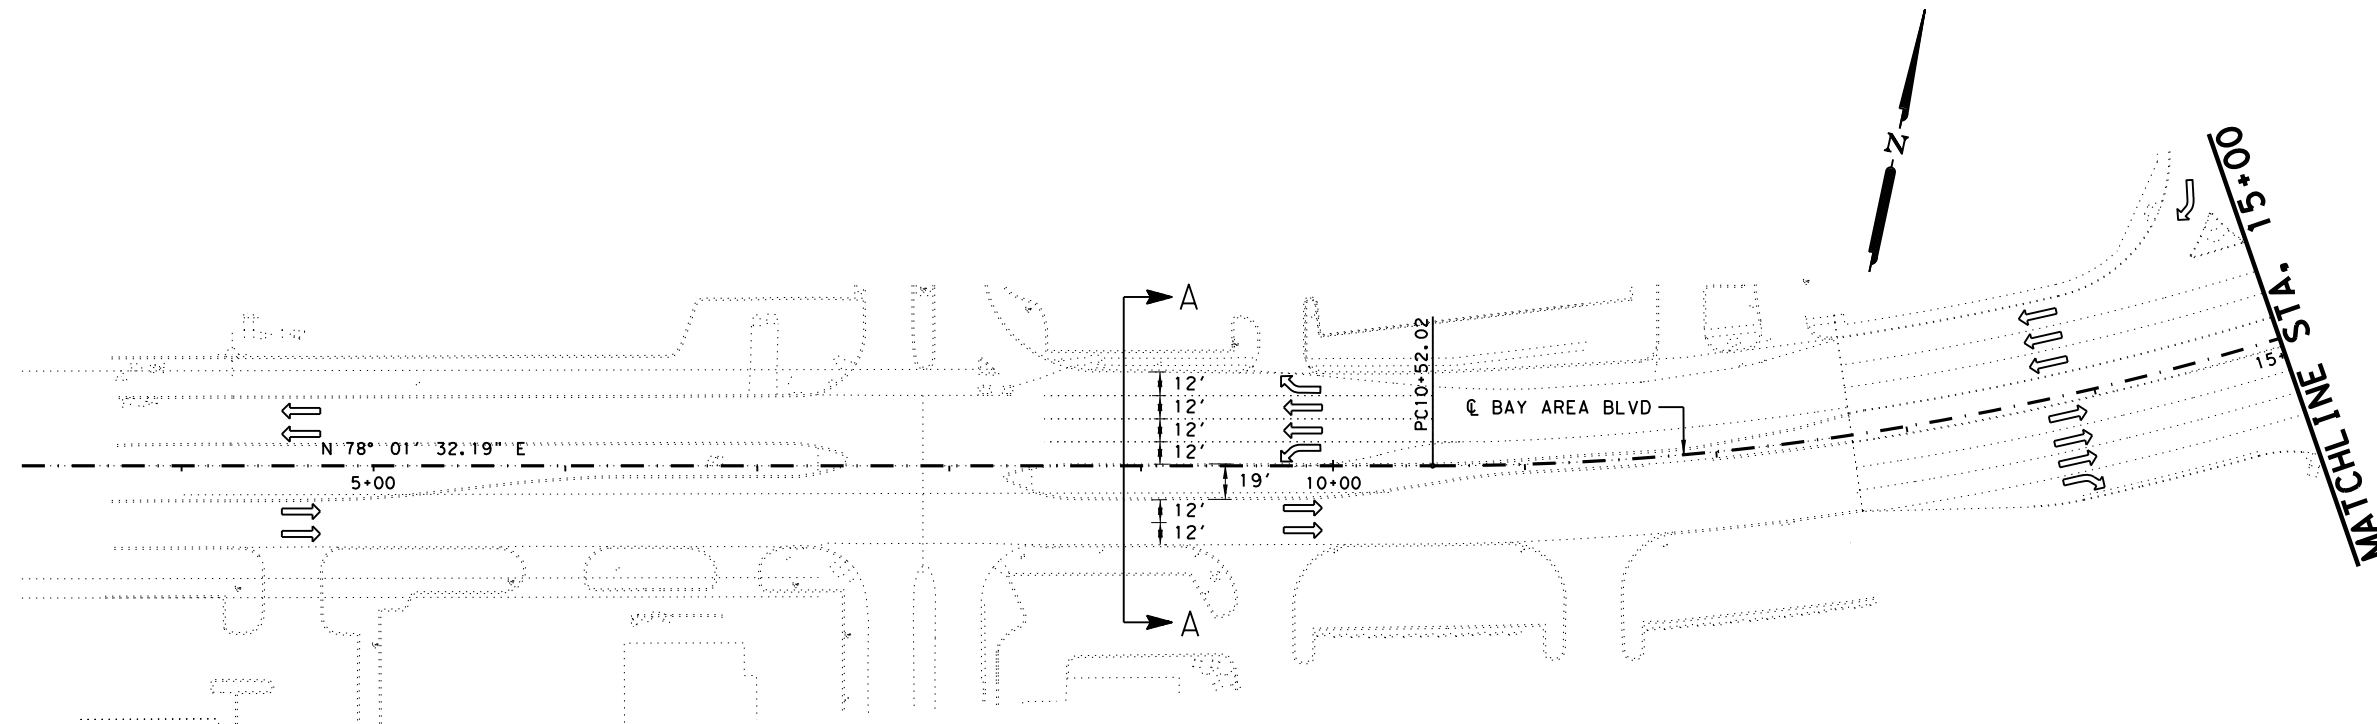 N
MATCHLINE STA. 15+00
A
PC10+52.02
15+
12'
12'
12'
12'
℄ BAY AREA BLVD
N 78° 01' 32.19" E
5+00
19'
10+00
12'
12'
A